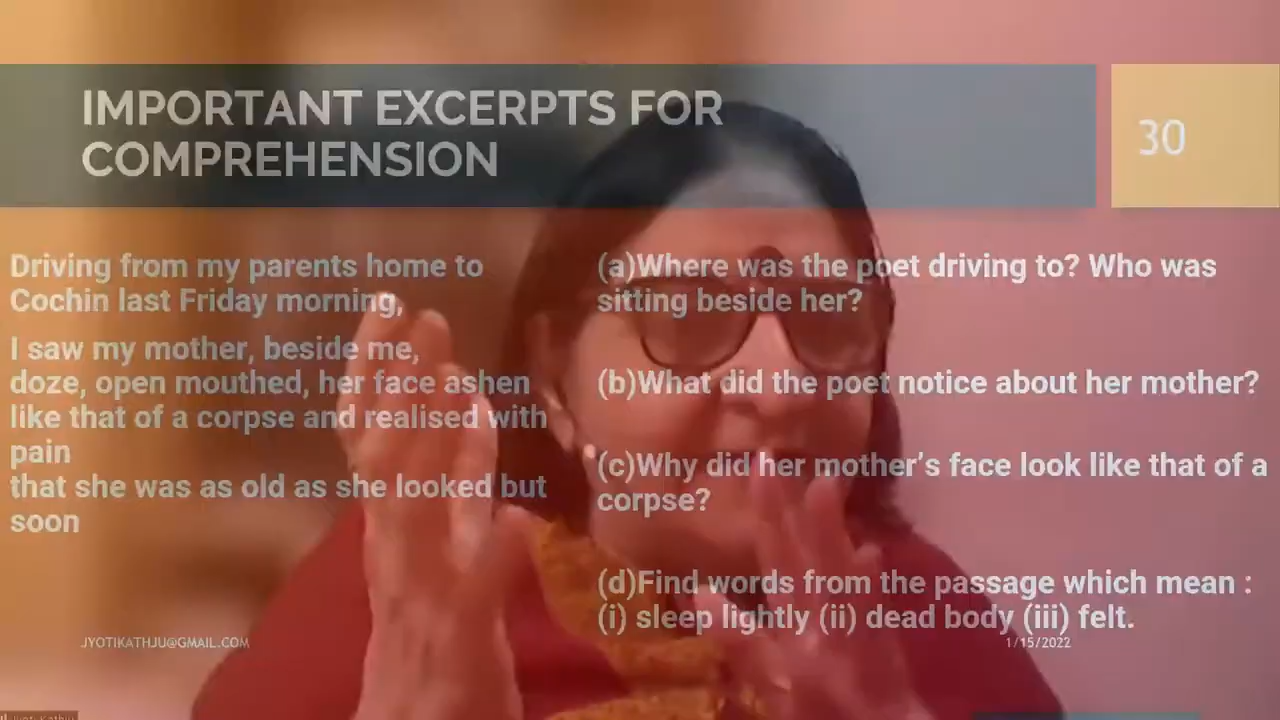 IMPORTANT EXCERPTS FOR
COMPREHENSION
30
Driving from my parents home to
Cochin last Friday morning,
I saw my mother, beside me,
doze, open mouthed, her face ashen
like that of a corpse and realised with
pain
that she was as old as she looked but
soon
(a)Where was the poet driving to? Who was
sitting beside her?
(b)What did the poet notice about her mother?
(c)Why did her mother’s face look like that of a
corpse?
(d)Find words from the passage which mean :
(i) sleep lightly (ii) dead body (iii) felt.
JYOTIKATHJU@GMAIL.COM
1/15/2022